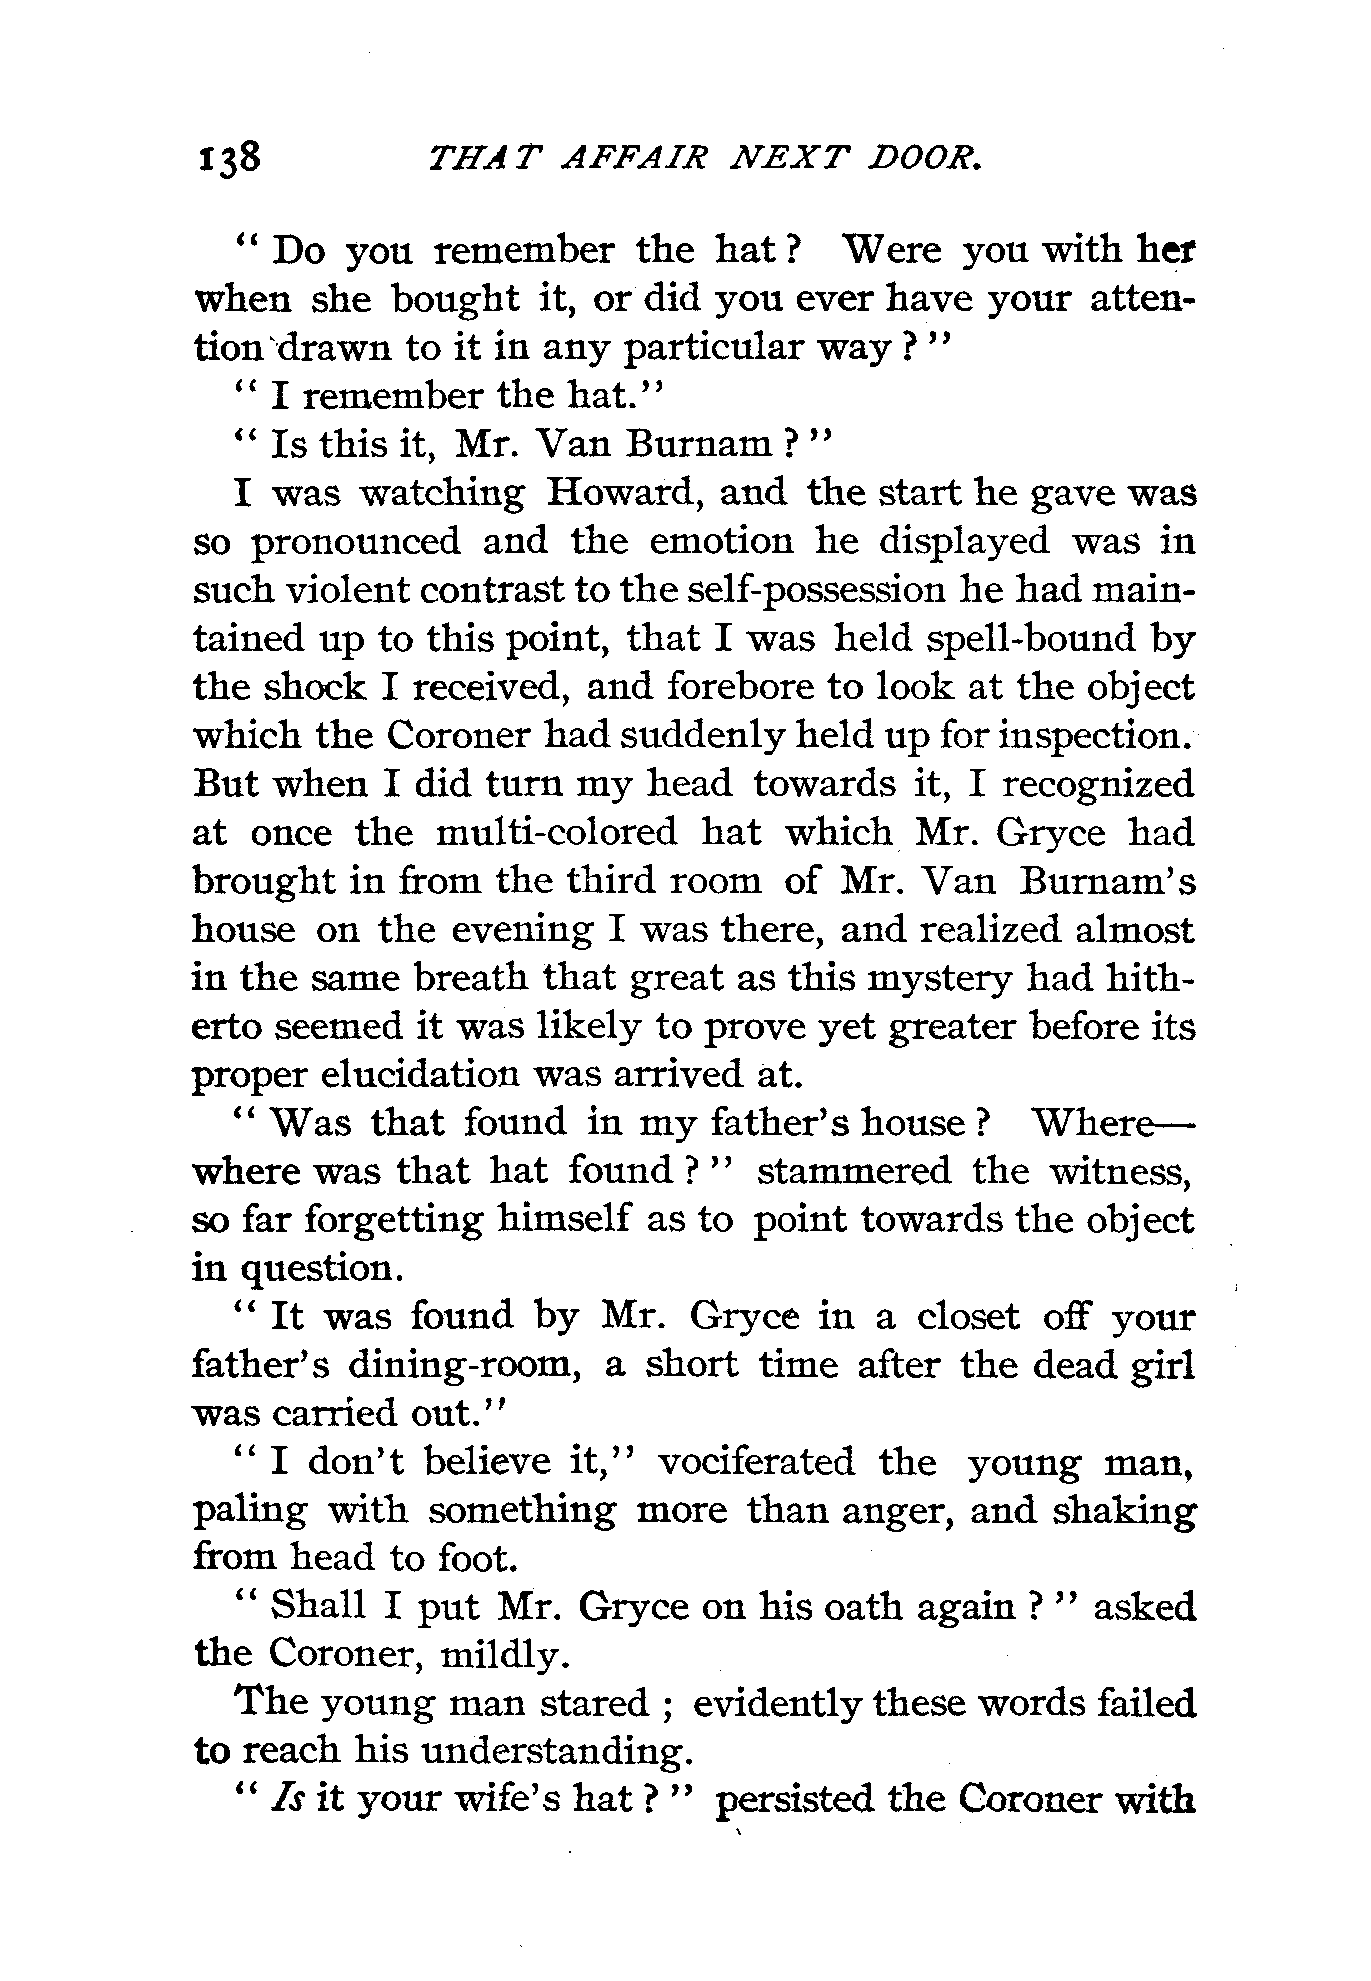 138 THAT AFFAIR NEXT DOOR.
“ Do you remember the hat ? Were you with her
when she bought it, or did you ever have your atten-
tion drawn to it in any particular way ? ”
“ I remember the hat.”
“ Is this it, Mr. Van Burnam ? ”
I was watching Howard, and the start he gave was
so pronounced and the emotion he displayed was in
such violent contrast to the self-possession he had main-
tained up to this point, that I was held spell-bound by
the shock I received, and forebore to look at the object
which the Coroner had suddenly held up for inspection.
But when I did turn my head towards it, I recognized
at once the multi-colored hat which Mr. Gryce had
brought in from the third room of Mr. Van Burnam’s
house on the evening I was there, and realized almost
in the same breath that great as this mystery had hith-
erto seemed it was likely to prove yet greater before its
proper elucidation was arrived at.
“ Was that found in my father’s house ? Where—
where was that hat found ? ” stammered the witness,
so far forgetting himself as to point towards the object
in question.
“ It was found by Mr. Gryce in a closet off your
father’s dining-room, a short time after the dead girl
was carried out.”
“ I don’t believe it,” vociferated the young man,
paling with something more than anger, and shaking
from head to foot.
“ Shall I put Mr. Gryce on his oath again ? ” asked
the Coroner, mildly.
The young man stared ; evidently these words failed
to reach his understanding.
“ Is it your wife’s hat ? ” persisted the Coroner with